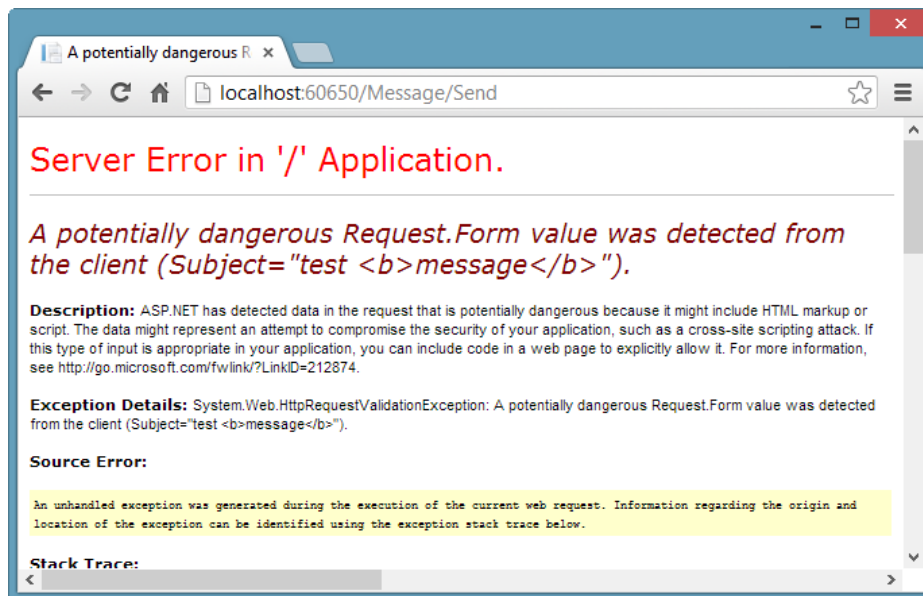 A potentially dangerous R
localhost:60650/Message/Send
Server Error in '/' Application.
A potentially dangerous Request.Form value was detected from
the client (Subject="test <b>message</b>").
Description: ASP.NET has detected data in the request that is potentially dangerous because it might include HTML markup or
script. The data might represent an attempt to compromise the security of your application, such as a cross-site scripting attack. If
this type of input is appropriate in your application, you can include code in a web page to explicitly allow it. For more information,
see http://go.microsoft.com/fwlink/?LinkID=212874.
Exception Details: System.Web.HttpRequestValidationException: A potentially dangerous Request.Form value was detected
from the client (Subject="test <b>message</b>").
Source Error:
An unhandled exception was generated during the execution of the current web request. Information regarding the origin and
location of the exception can be identified using the exception stack trace below.
Stack Trace: